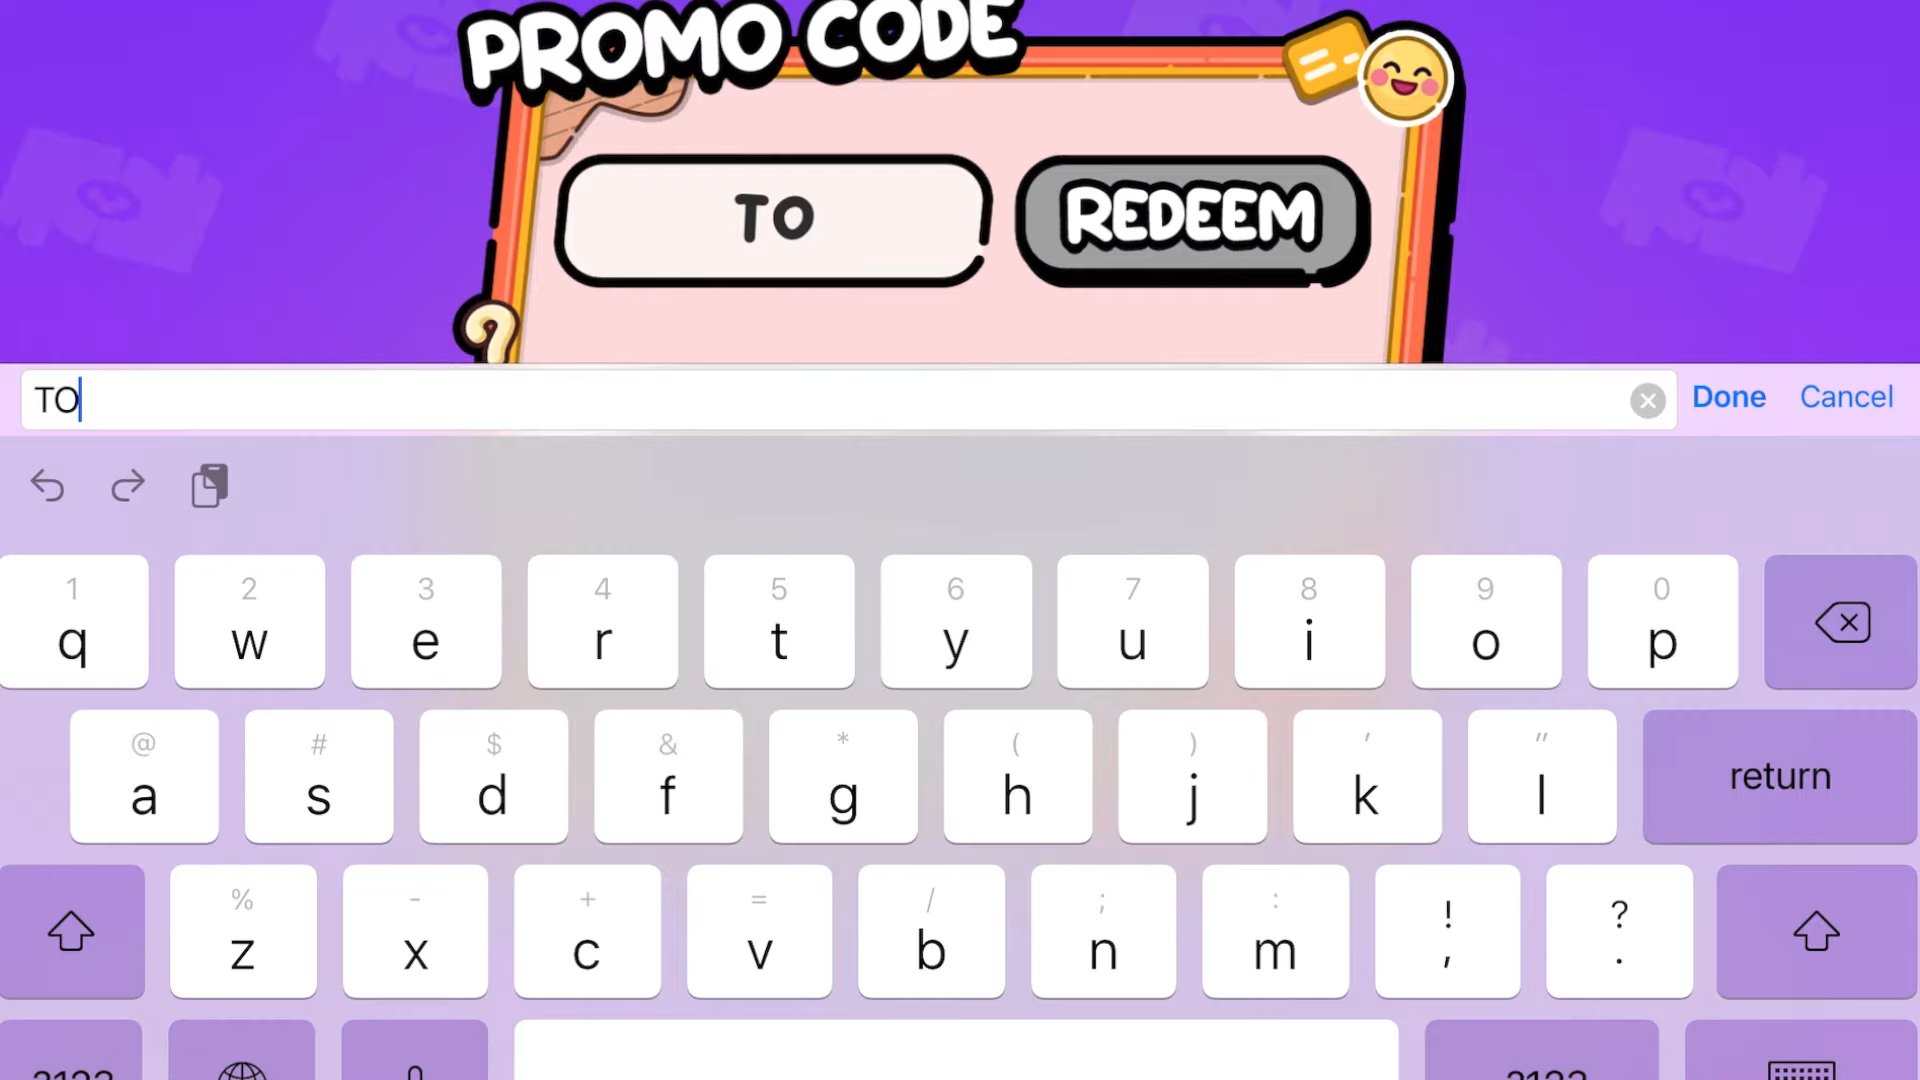 PROMO CODE
TO
REDEEM
TO
Done
Cancel
1 2 3 4 5 6 7 8 9 0
q w e r t y u i o p
@ # $ & * ( ) ' "
a s d f g h j k l
return
% - + = / ; : ! ?
z x c v b n m , .